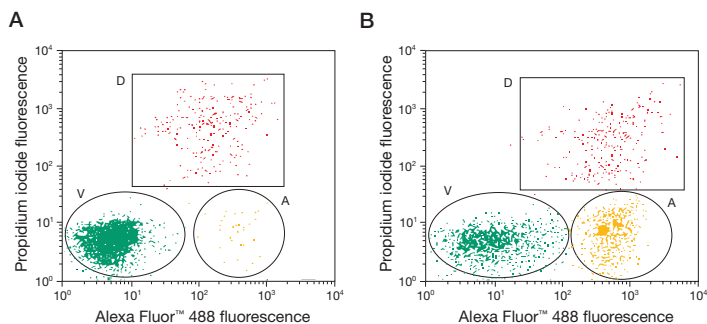 A
Propidium iodide fluorescence
10⁴
10³
10²
10¹
10⁰
D
V
A
10⁰
10¹
10²
10³
10⁴
Alexa Fluor™ 488 fluorescence
B
Propidium iodide fluorescence
10⁴
10³
10²
10¹
10⁰
D
V
A
10⁰
10¹
10²
10³
10⁴
Alexa Fluor™ 488 fluorescence